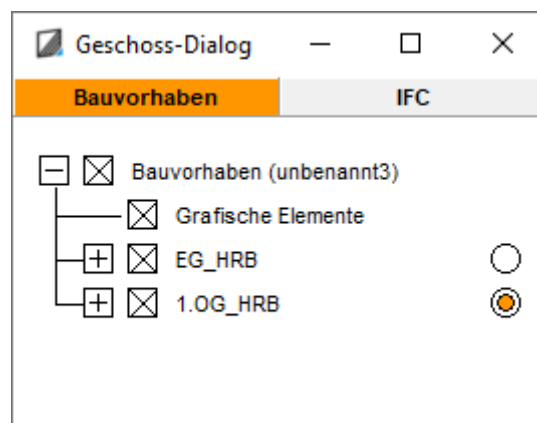 Geschoss-Dialog
Bauvorhaben IFC
Bauvorhaben (unbenannt3)
Grafische Elemente
EG_HRB
1.OG_HRB